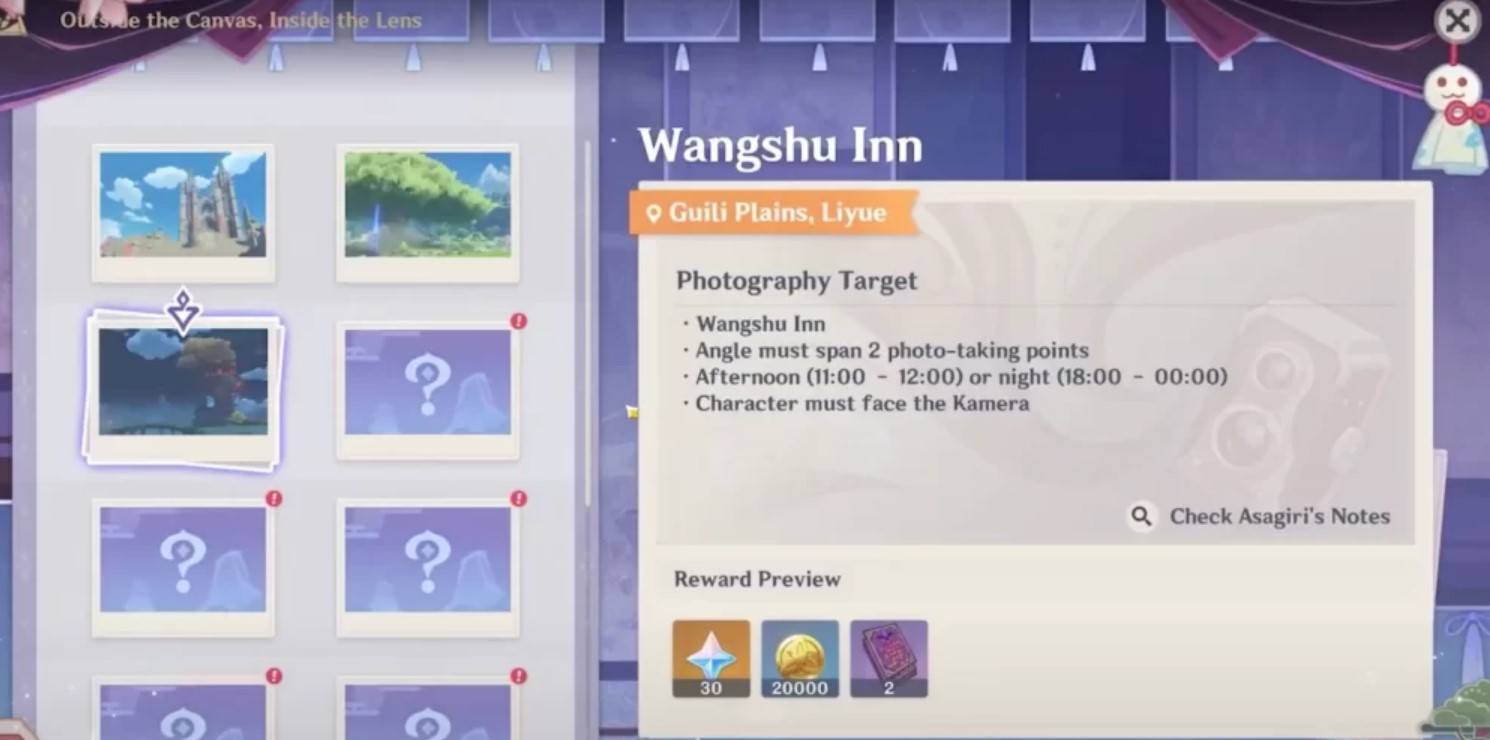 Outside the Canvas, Inside the Lens
Wangshu Inn
Guili Plains, Liyue
Photography Target
· Wangshu Inn
· Angle must span 2 photo-taking points
· Afternoon (11:00 - 12:00) or night (18:00 - 00:00)
· Character must face the Kamera
Check Asagiri's Notes
Reward Preview
30
20000
2